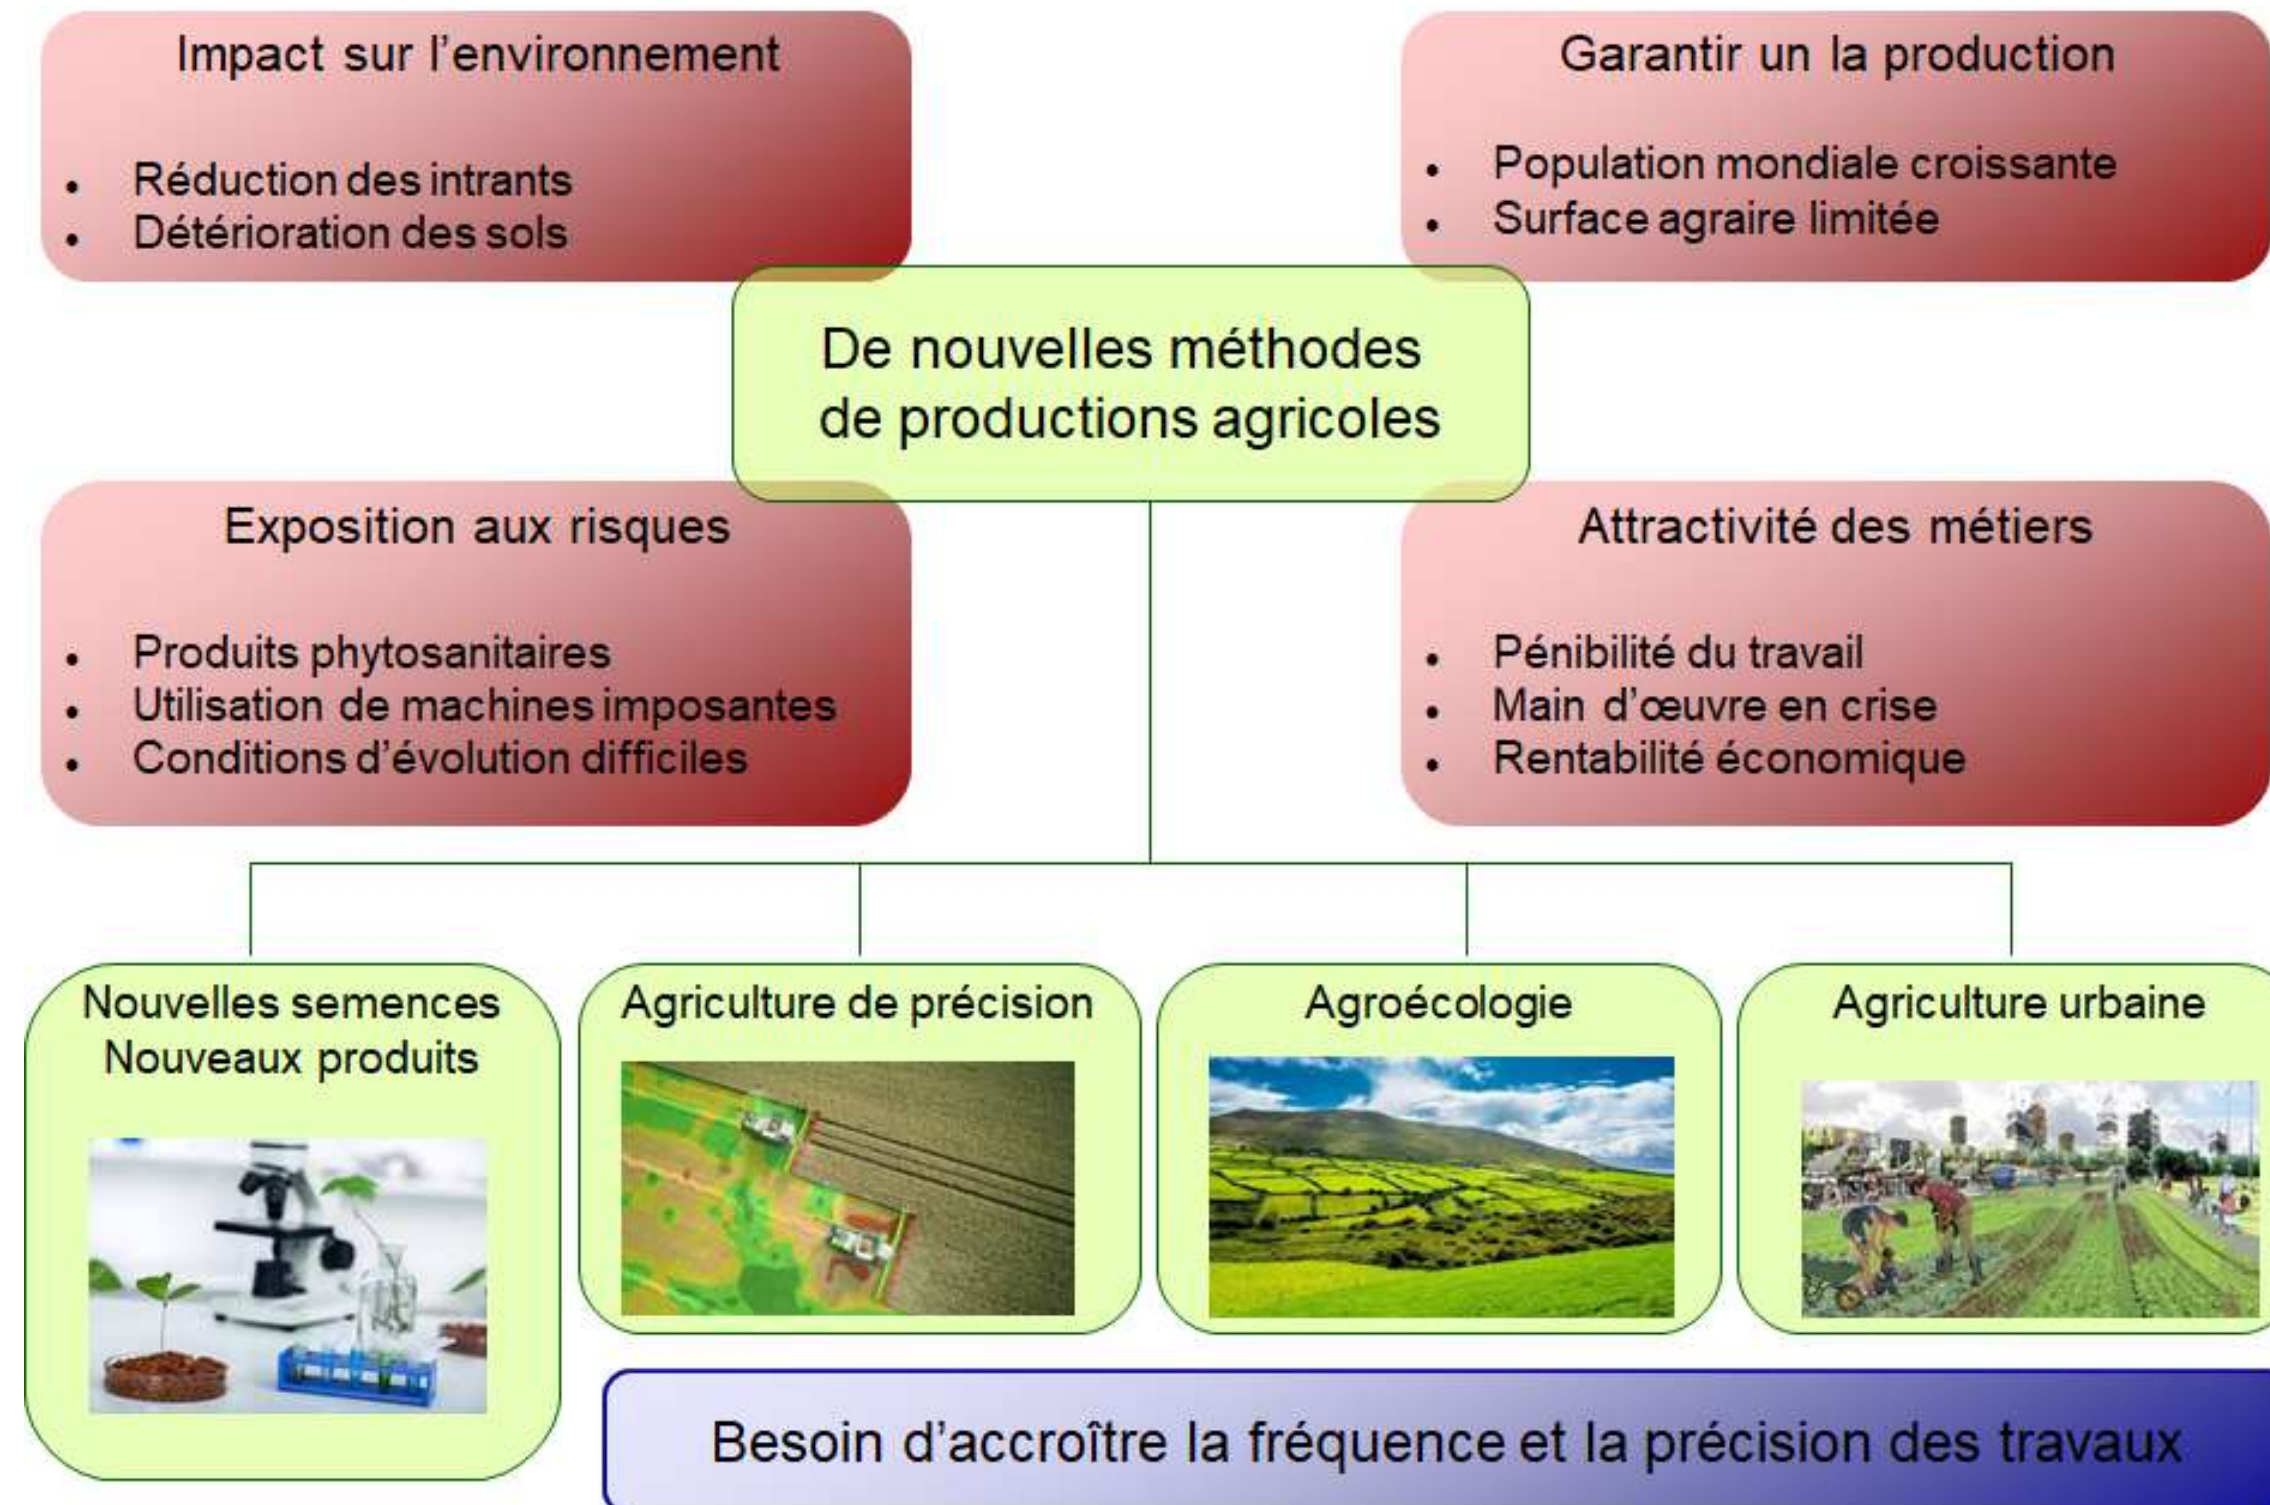 Impact sur l'environnement
• Réduction des intrants
• Détérioration des sols
Garantir un la production
• Population mondiale croissante
• Surface agraire limitée
De nouvelles méthodes
de productions agricoles
Exposition aux risques
• Produits phytosanitaires
• Utilisation de machines imposantes
• Conditions d'évolution difficiles
Attractivité des métiers
• Pénibilité du travail
• Main d'œuvre en crise
• Rentabilité économique
Nouvelles semences
Nouveaux produits
Agriculture de précision
Agroécologie
Agriculture urbaine
Besoin d'accroître la fréquence et la précision des travaux